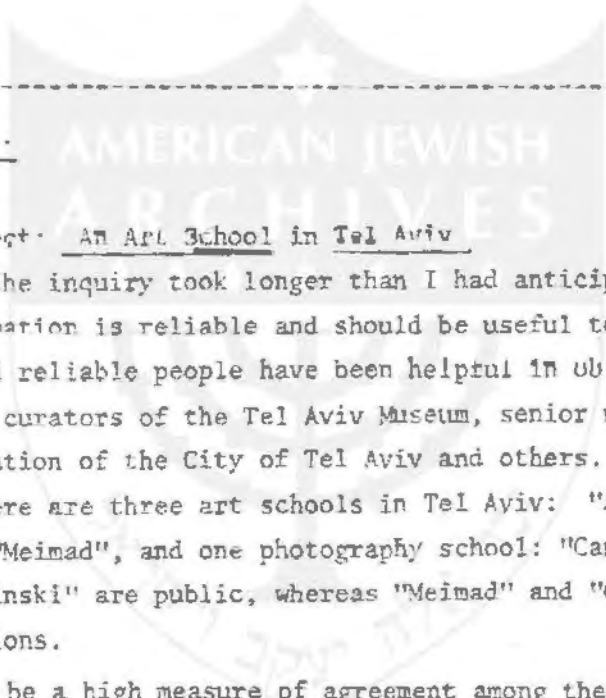 AMERICAN JEWISH
ARCHIVES
An Art School in Tel Aviv
he inquiry took longer than I had anticip
ation is reliable and should be useful t
reliable people have been helpful in ob
curators of the Tel Aviv Museum, senior
ation of the City of Tel Aviv and others.
re are three art schools in Tel Aviv: "
"Meimad", and one photography school: "Ca
nski" are public, whereas "Meimad" and "
ions.
be a high measure of agreement among the